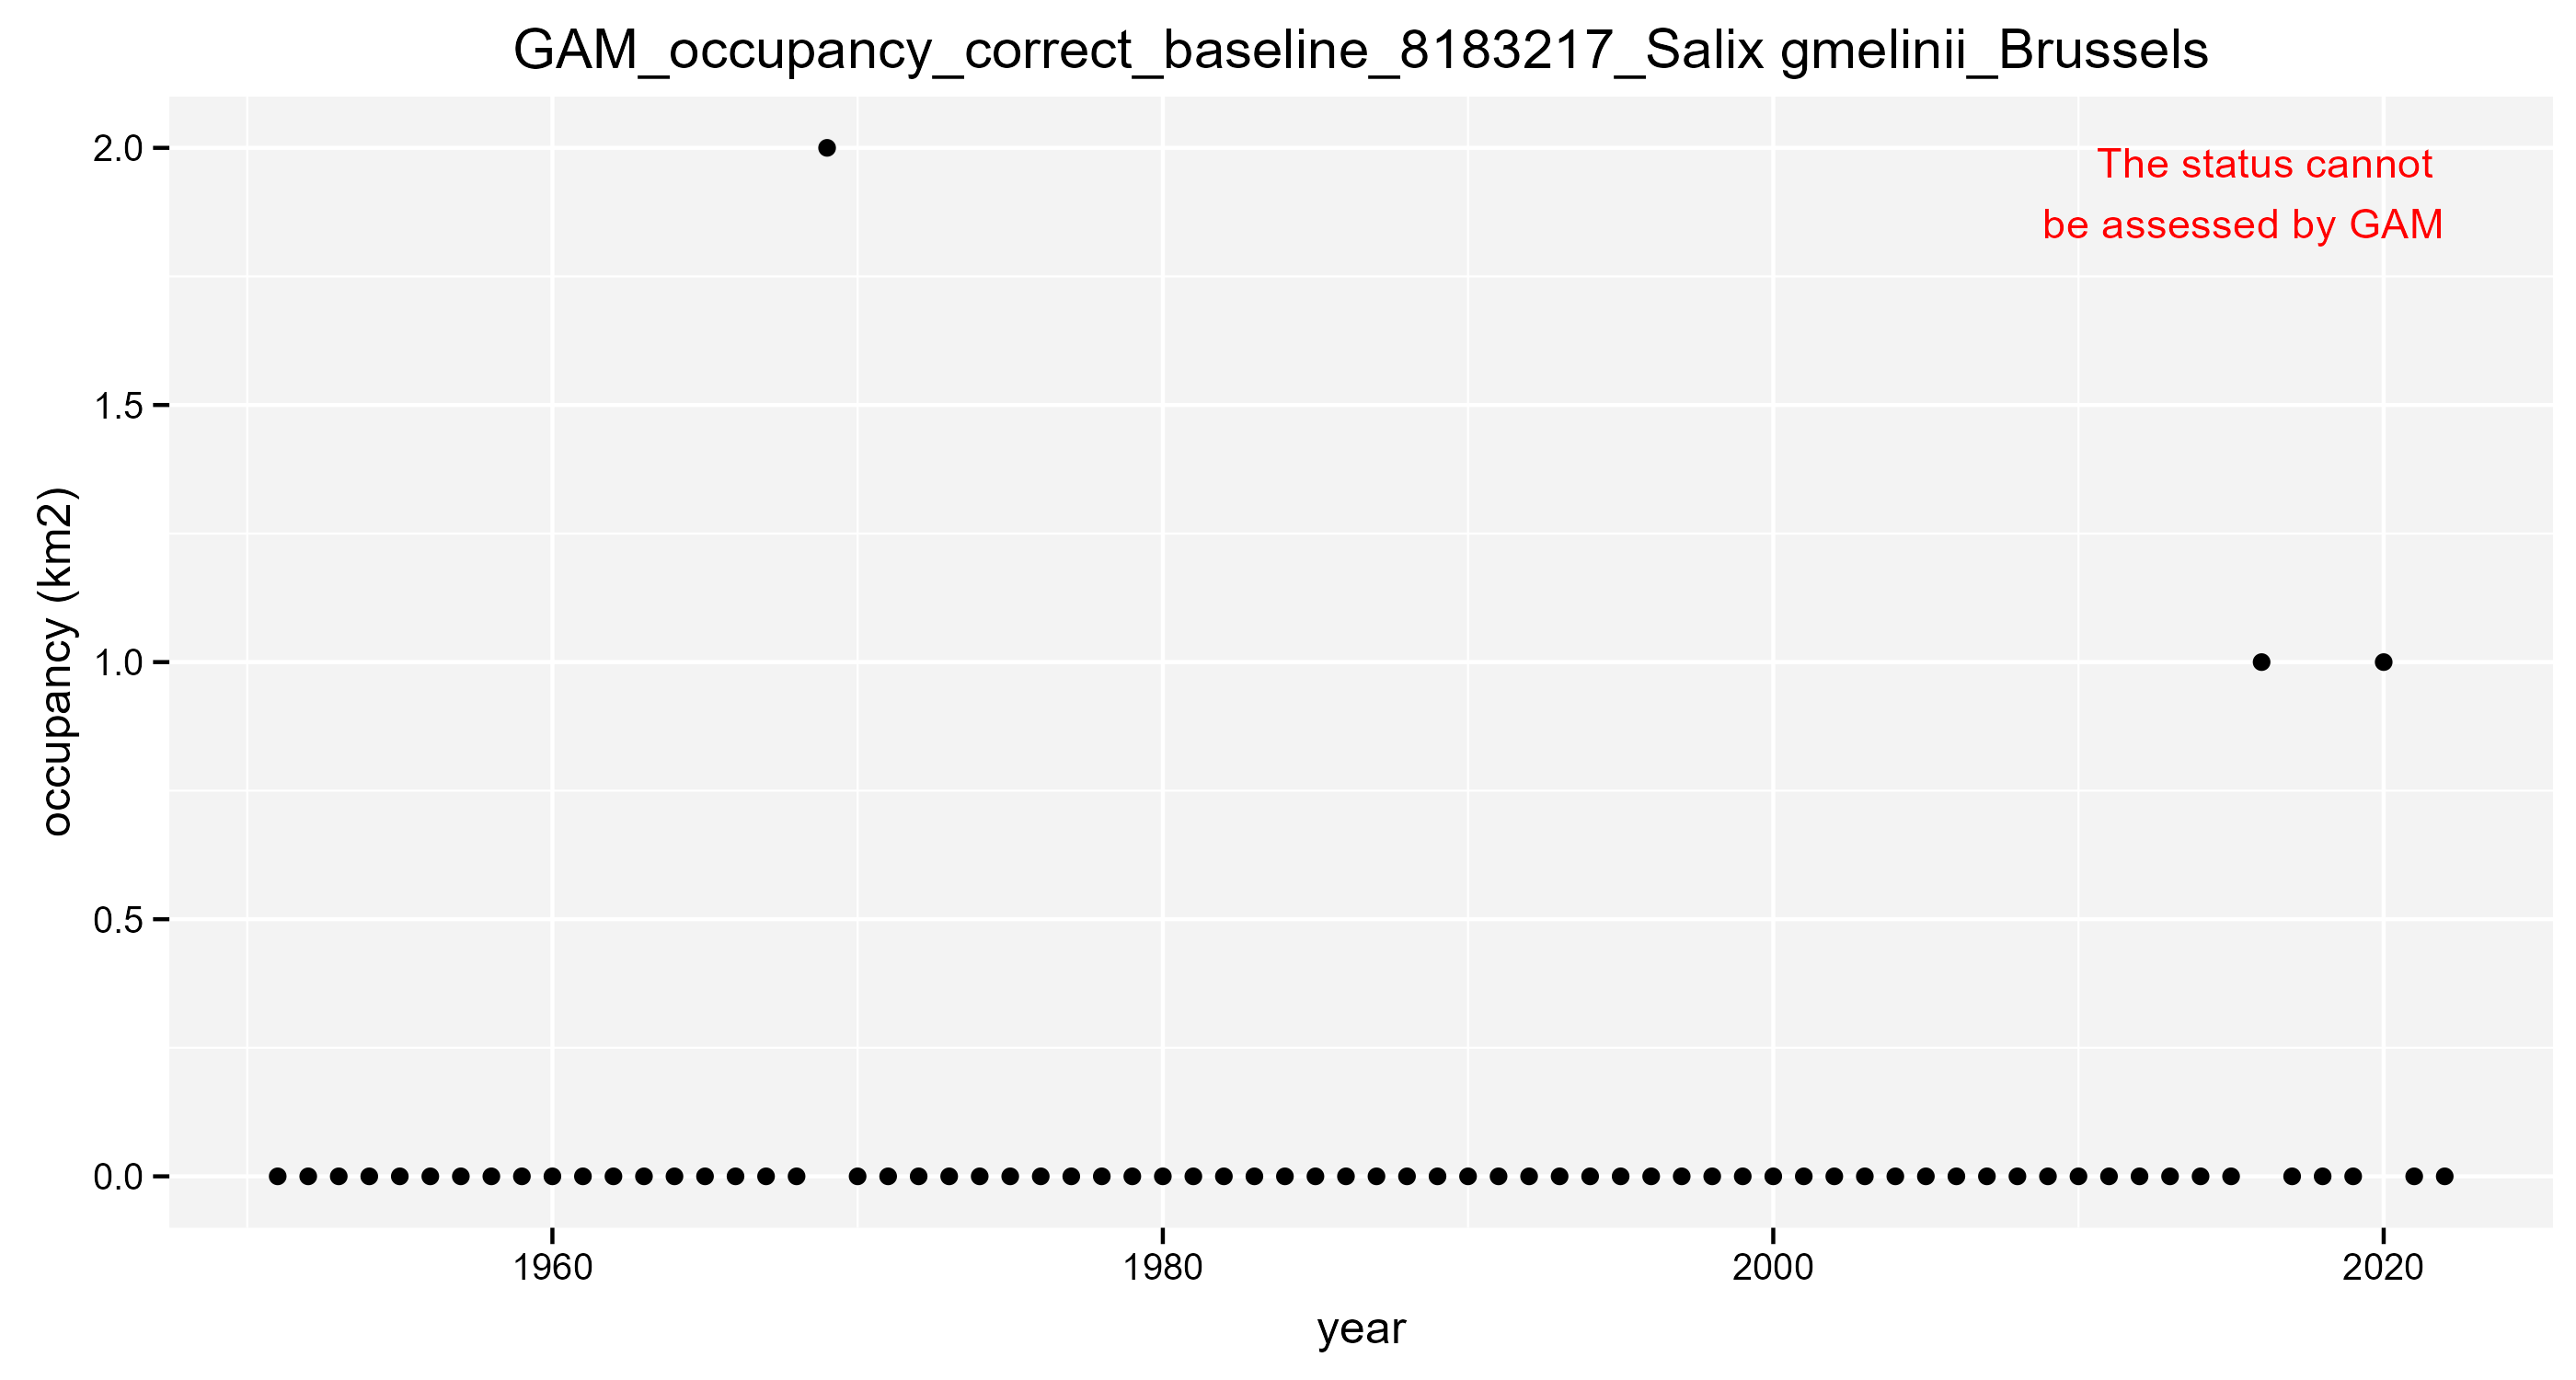 GAM_occupancy_correct_baseline_8183217_Salix gmelinii_Brussels
The status cannot
be assessed by GAM
occupancy (km2)
2.0
1.5
1.0
0.5
0.0
1960
1980
2000
2020
year